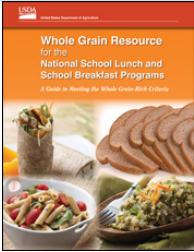 USDA
United States Department of Agriculture
Whole Grain Resource
for the
National School Lunch and
School Breakfast Programs
A Guide to Meeting the Whole Grain-Rich Criteria